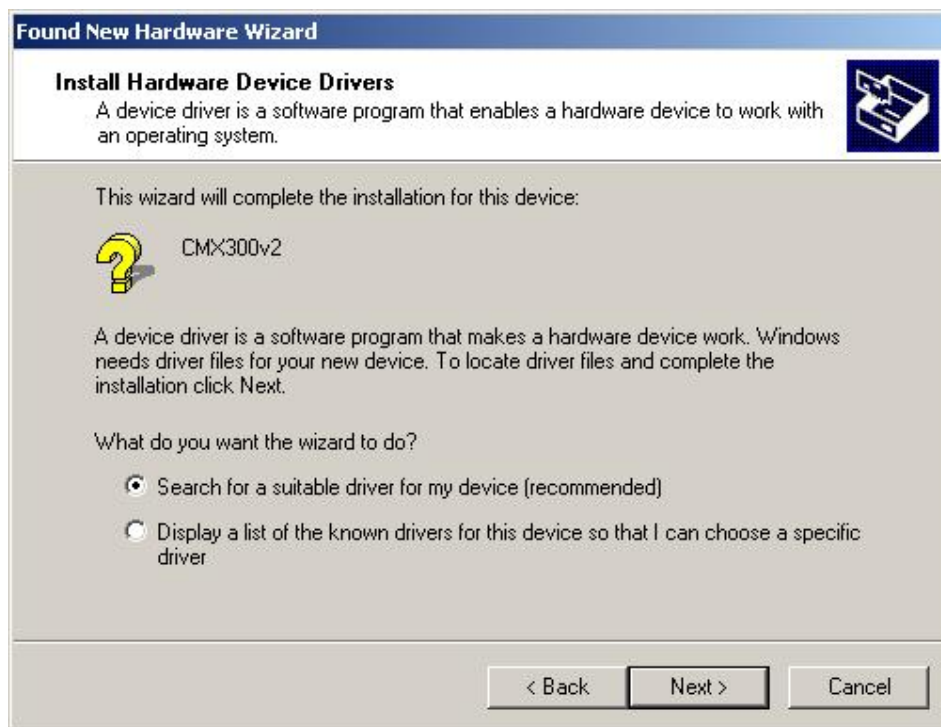 Found New Hardware Wizard
Install Hardware Device Drivers
A device driver is a software program that enables a hardware device to work with
an operating system.
This wizard will complete the installation for this device:
CMX300v2
A device driver is a software program that makes a hardware device work. Windows
needs driver files for your new device. To locate driver files and complete the
installation click Next.
What do you want the wizard to do?
Search for a suitable driver for my device (recommended)
Display a list of the known drivers for this device so that I can choose a specific
driver
< Back
Next >
Cancel